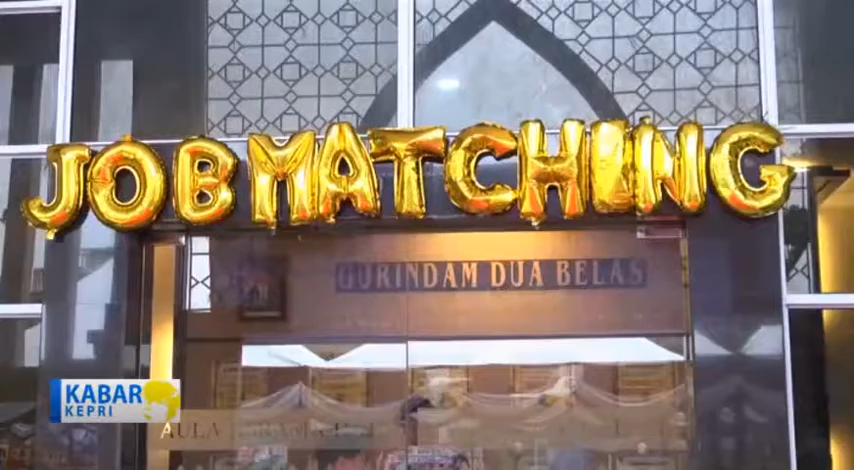 JOB MATCHING
GURINDAM DUA BELAS
KABAR
KEPRI
AULA